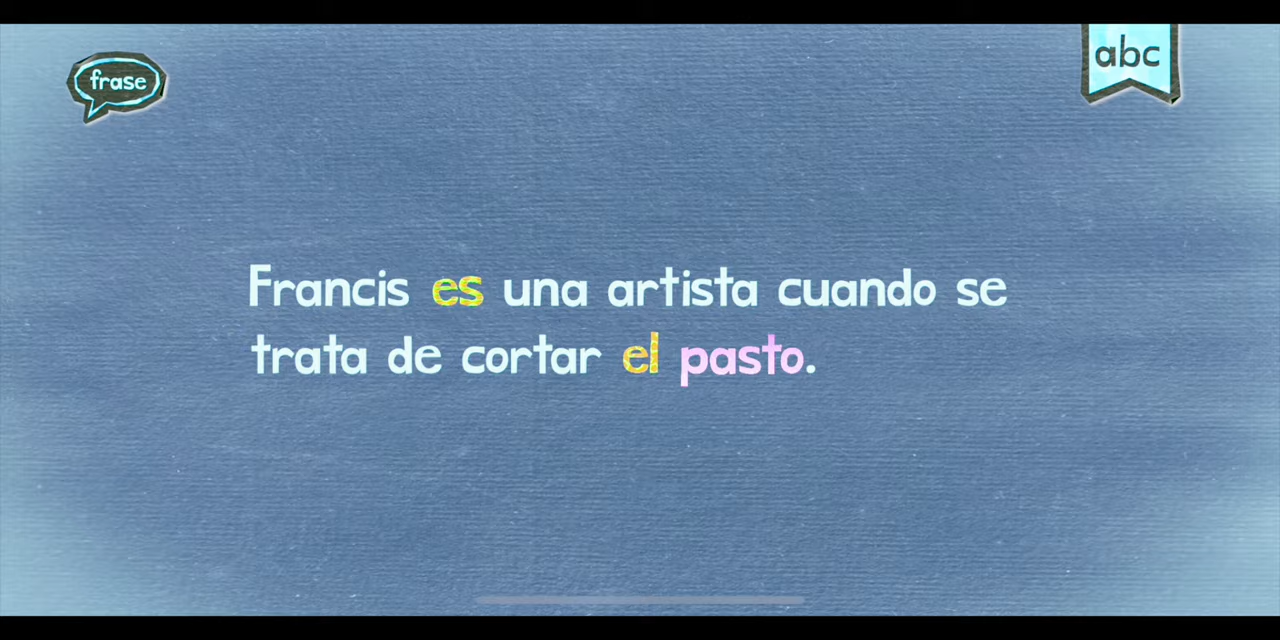 frase
abc
Francis es una artista cuando se
trata de cortar el pasto.